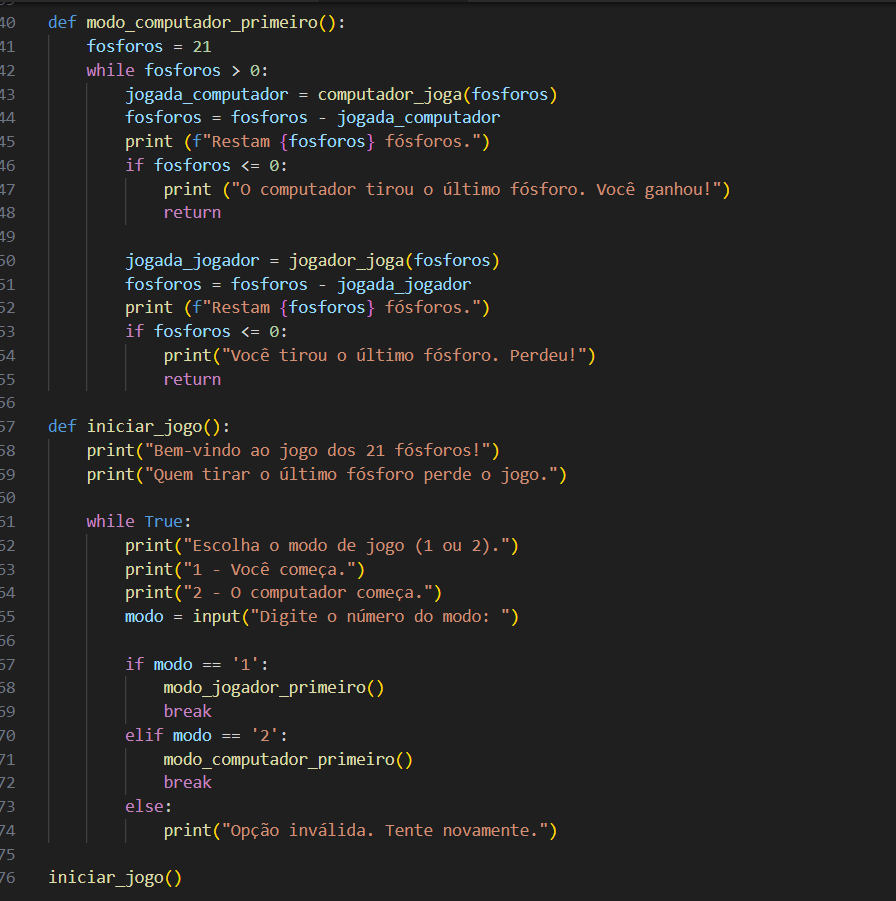 40 def modo_computador_primeiro():
41     fosforos = 21
42     while fosforos > 0:
43         jogada_computador = computador_joga(fosforos)
44         fosforos = fosforos - jogada_computador
45         print (f"Restam {fosforos} fósforos.")
46         if fosforos <= 0:
47             print ("O computador tirou o último fósforo. Você ganhou!")
48             return
49
50         jogada_jogador = jogador_joga(fosforos)
51         fosforos = fosforos - jogada_jogador
52         print (f"Restam {fosforos} fósforos.")
53         if fosforos <= 0:
54             print("Você tirou o último fósforo. Perdeu!")
55             return
56
57 def iniciar_jogo():
58     print("Bem-vindo ao jogo dos 21 fósforos!")
59     print("Quem tirar o último fósforo perde o jogo.")
60
61     while True:
62         print("Escolha o modo de jogo (1 ou 2).")
63         print("1 - Você começa.")
64         print("2 - O computador começa.")
65         modo = input("Digite o número do modo: ")
66
67         if modo == '1':
68             modo_jogador_primeiro()
69             break
70         elif modo == '2':
71             modo_computador_primeiro()
72             break
73         else:
74             print("Opção inválida. Tente novamente.")
75
76 iniciar_jogo()